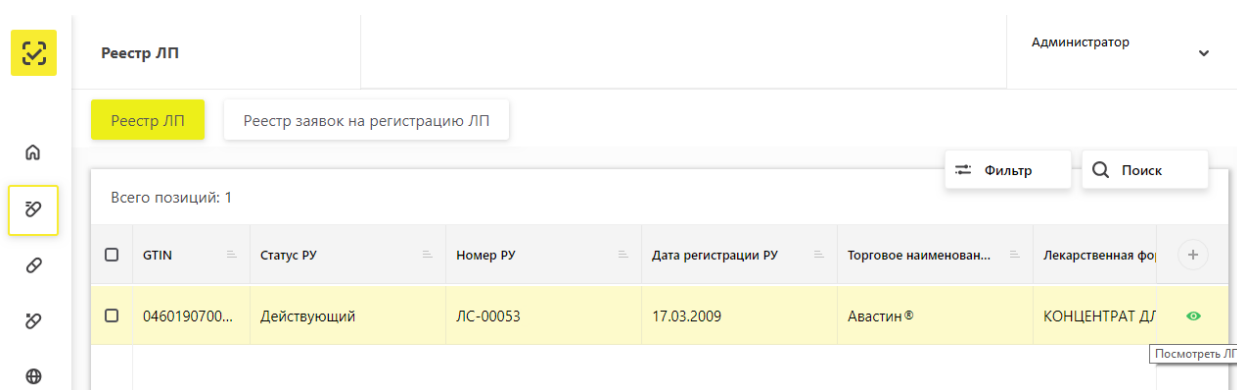 Администратор
Реестр ЛП
Реестр ЛП
Реестр заявок на регистрацию ЛП
Фильтр
Поиск
Всего позиций: 1
GTIN
Статус РУ
Номер РУ
Дата регистрации РУ
Торговое наименован...
Лекарственная фо
0460190700...
Действующий
ЛС-00053
17.03.2009
Авастин®
КОНЦЕНТРАТ ДЛ
Посмотреть ЛП